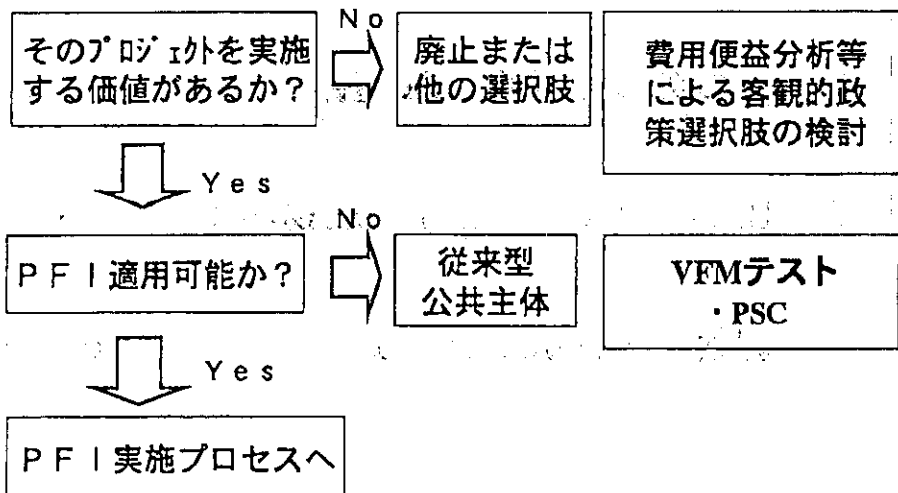 No
そのプロジェクトを実施
する価値があるか？
廃止または
他の選択肢
費用便益分析等
による客観的政
策選択肢の検討
Yes
No
ＰＦＩ適用可能か？
従来型
公共主体
VFMテスト
・PSC
Yes
ＰＦＩ実施プロセスへ